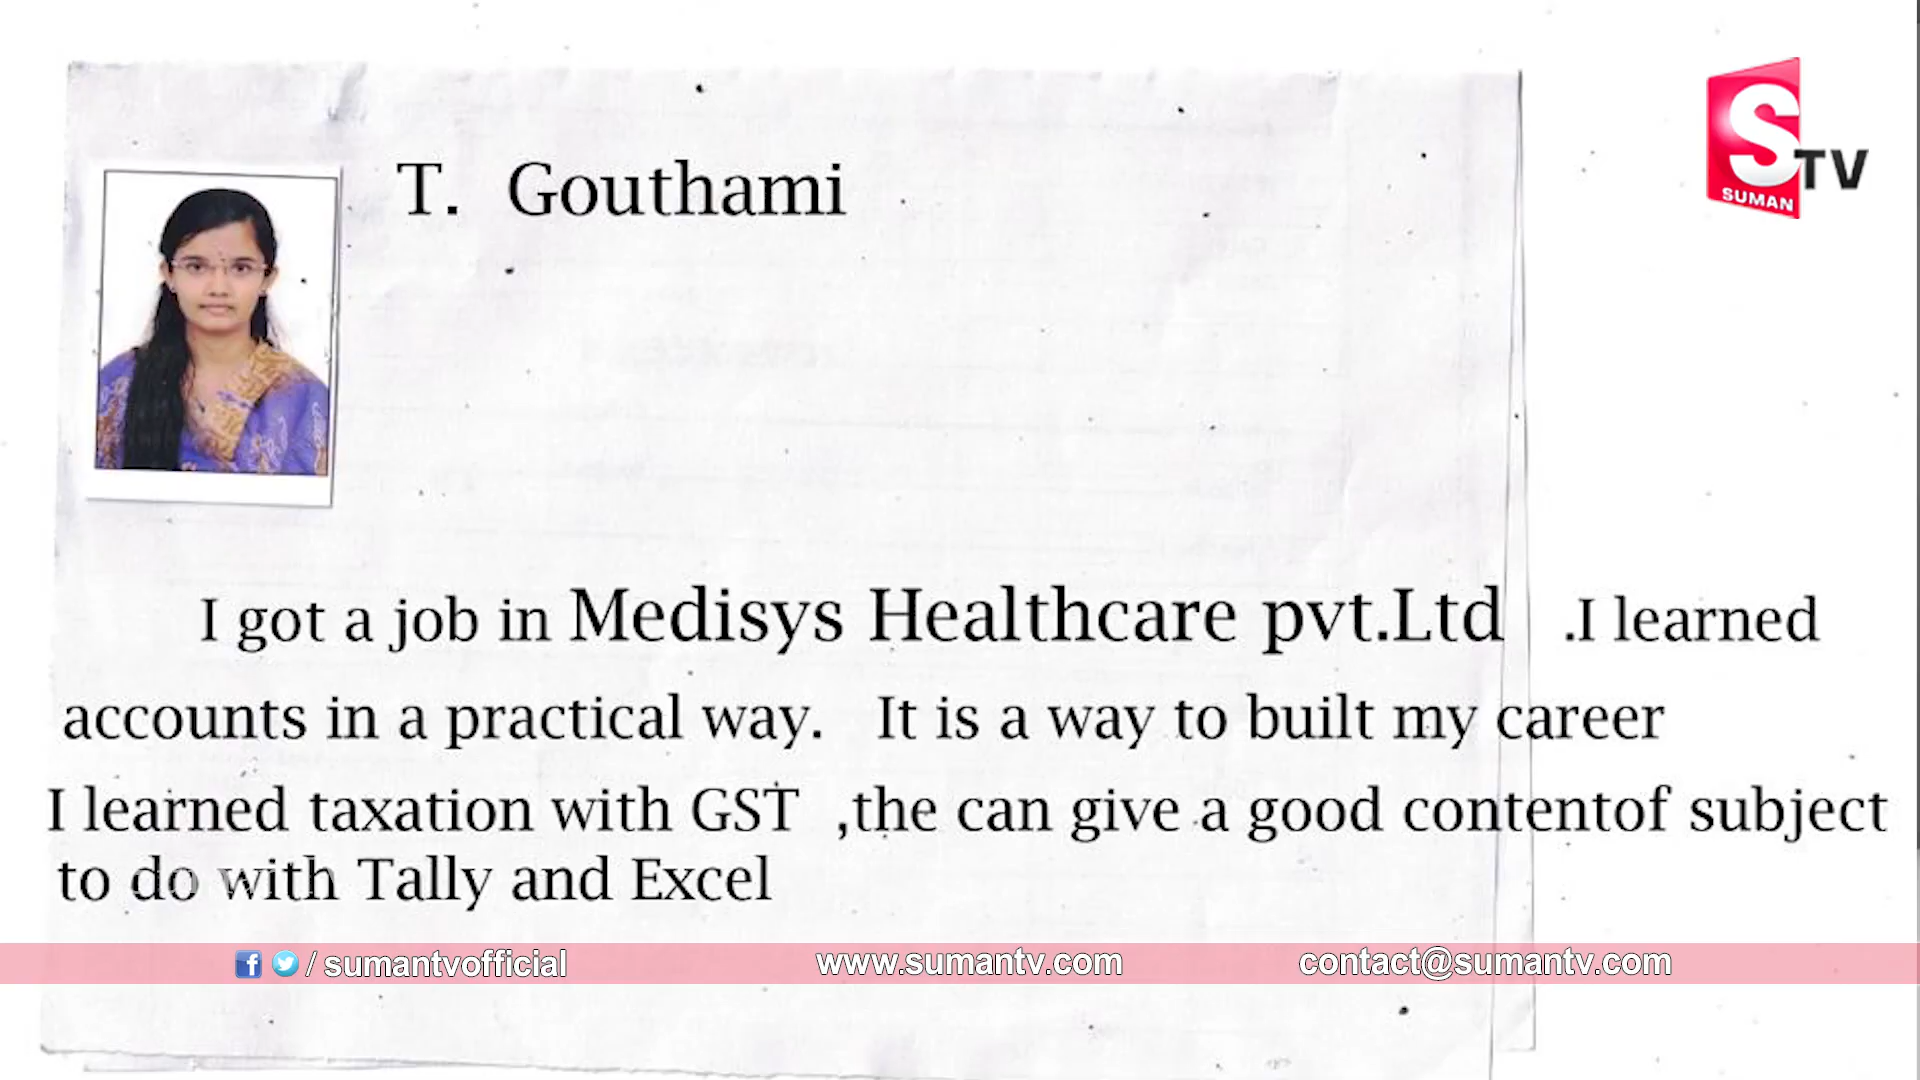 S TV
SUMAN
T. Gouthami
I got a job in Medisys Healthcare pvt.Ltd .I learned
accounts in a practical way. It is a way to built my career
I learned taxation with GST ,the can give a good contentof subject
to do with Tally and Excel
/ sumantvofficial www.sumantv.com contact@sumantv.com